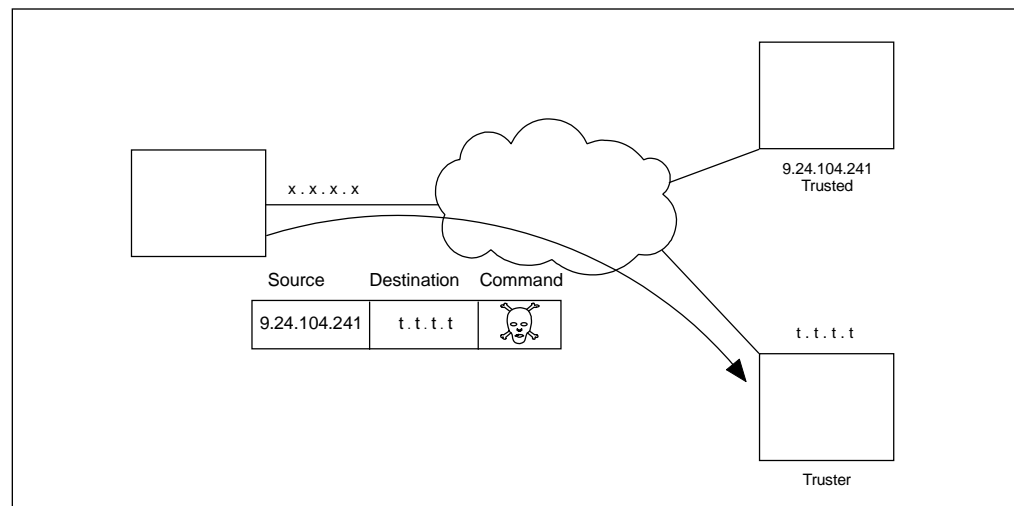 9.24.104.241
Trusted
x . x . x . x
Source Destination Command
9.24.104.241 t . t . t . t
t . t . t . t
Truster